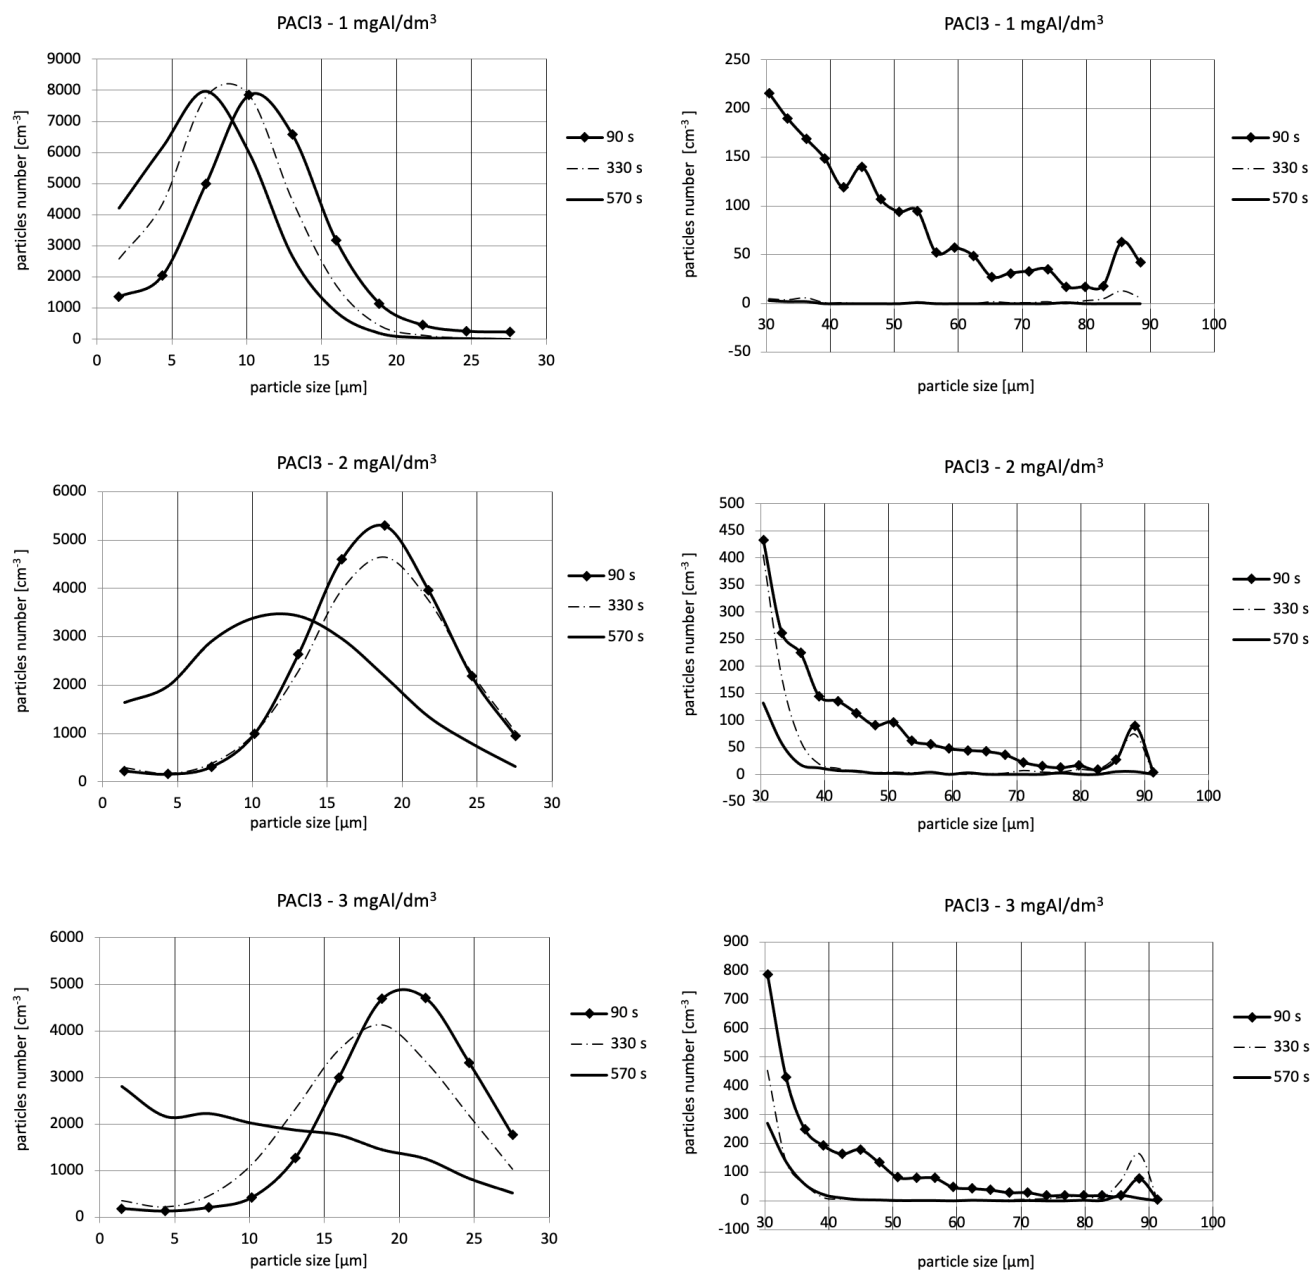 PACl3 - 1 mgAl/dm³
particles number [cm⁻³]
9000
8000
7000
6000
5000
4000
3000
2000
1000
0
0 5 10 15 20 25 30
particle size [µm]
90 s
330 s
570 s
PACl3 - 1 mgAl/dm³
particles number [cm⁻³]
250
200
150
100
50
0
-50
30 40 50 60 70 80 90 100
particle size [µm]
90 s
330 s
570 s
PACl3 - 2 mgAl/dm³
particles number [cm⁻³ ]
6000
5000
4000
3000
2000
1000
0
0 5 10 15 20 25 30
particle size [µm]
90 s
330 s
570 s
PACl3 - 2 mgAl/dm³
particles number [cm⁻³ ]
500
450
400
350
300
250
200
150
100
50
0
-50
30 40 50 60 70 80 90 100
particle size [µm]
90 s
330 s
570 s
PACl3 - 3 mgAl/dm³
particles number [cm⁻³ ]
6000
5000
4000
3000
2000
1000
0
0 5 10 15 20 25 30
particle size [µm]
90 s
330 s
570 s
PACl3 - 3 mgAl/dm³
particles number [cm⁻³ ]
900
800
700
600
500
400
300
200
100
0
-100
30 40 50 60 70 80 90 100
particle size [µm]
90 s
330 s
570 s